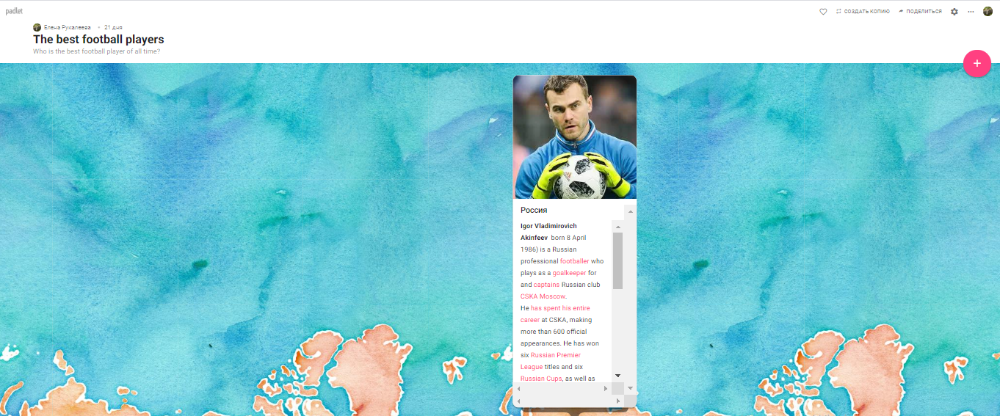 padlet
СОЗДАТЬ КОПИЮ
ПОДЕЛИТЬСЯ
Елена Рукалеева • 21 дня
The best football players
Who is the best football player of all time?
Россия
Igor Vladimirovich
Akinfeev born 8 April
1986) is a Russian
professional footballer who
plays as a goalkeeper for
and captains Russian club
CSKA Moscow.
He has spent his entire
career at CSKA, making
more than 600 official
appearances. He has won
six Russian Premier
League titles and six
Russian Cups, as well as